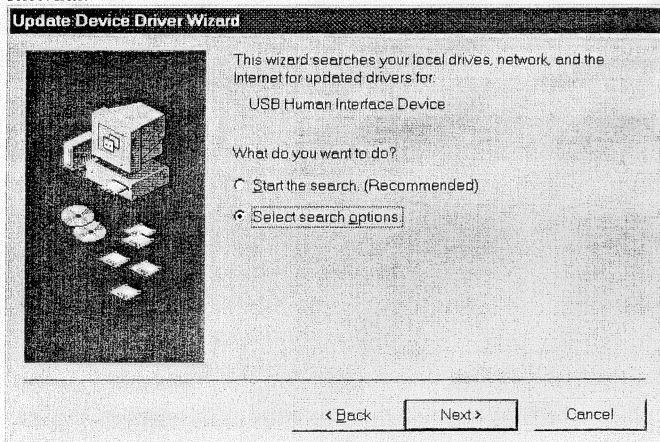 Update Device Driver Wizard
This wizard searches your local drives, network, and the
Internet for updated drivers for:
USB Human Interface Device
What do you want to do?
Start the search. (Recommended)
Select search options.
< Back
Next >
Cancel